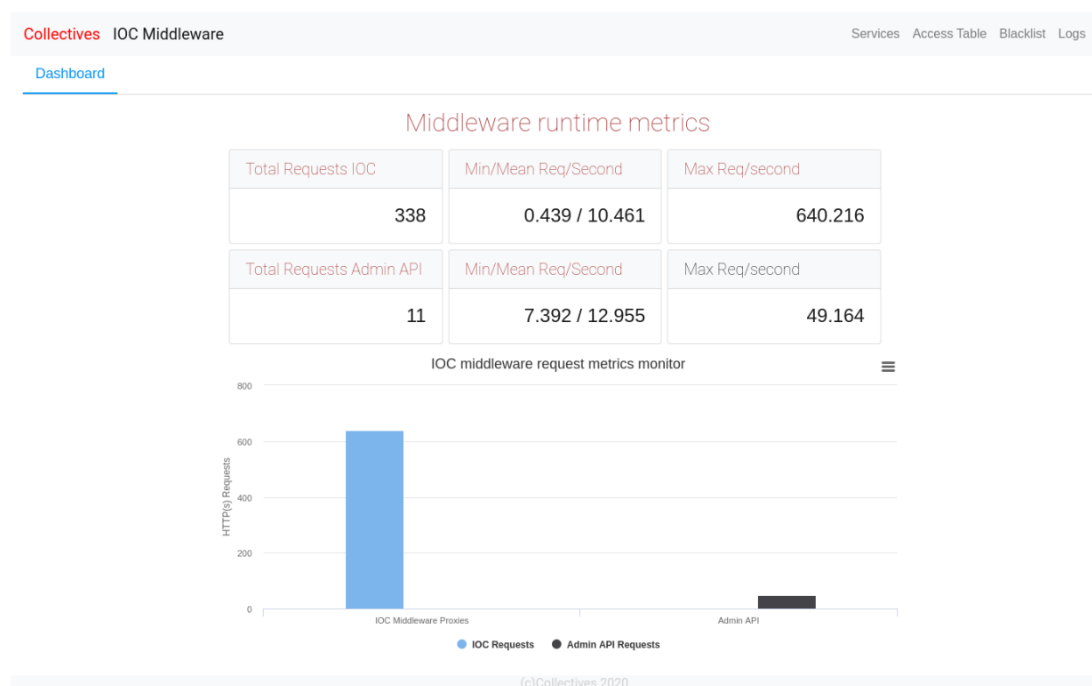 Collectives IOC Middleware Services Access Table Blacklist Logs
Dashboard
Middleware runtime metrics
Total Requests IOC Min/Mean Req/Second Max Req/second
338 0.439 / 10.461 640.216
Total Requests Admin API Min/Mean Req/Second Max Req/second
11 7.392 / 12.955 49.164
IOC middleware request metrics monitor
800
600
HTTP(s) Requests
400
200
0
IOC Middleware Proxies Admin API
IOC Requests Admin API Requests
(c)Collectives 2020